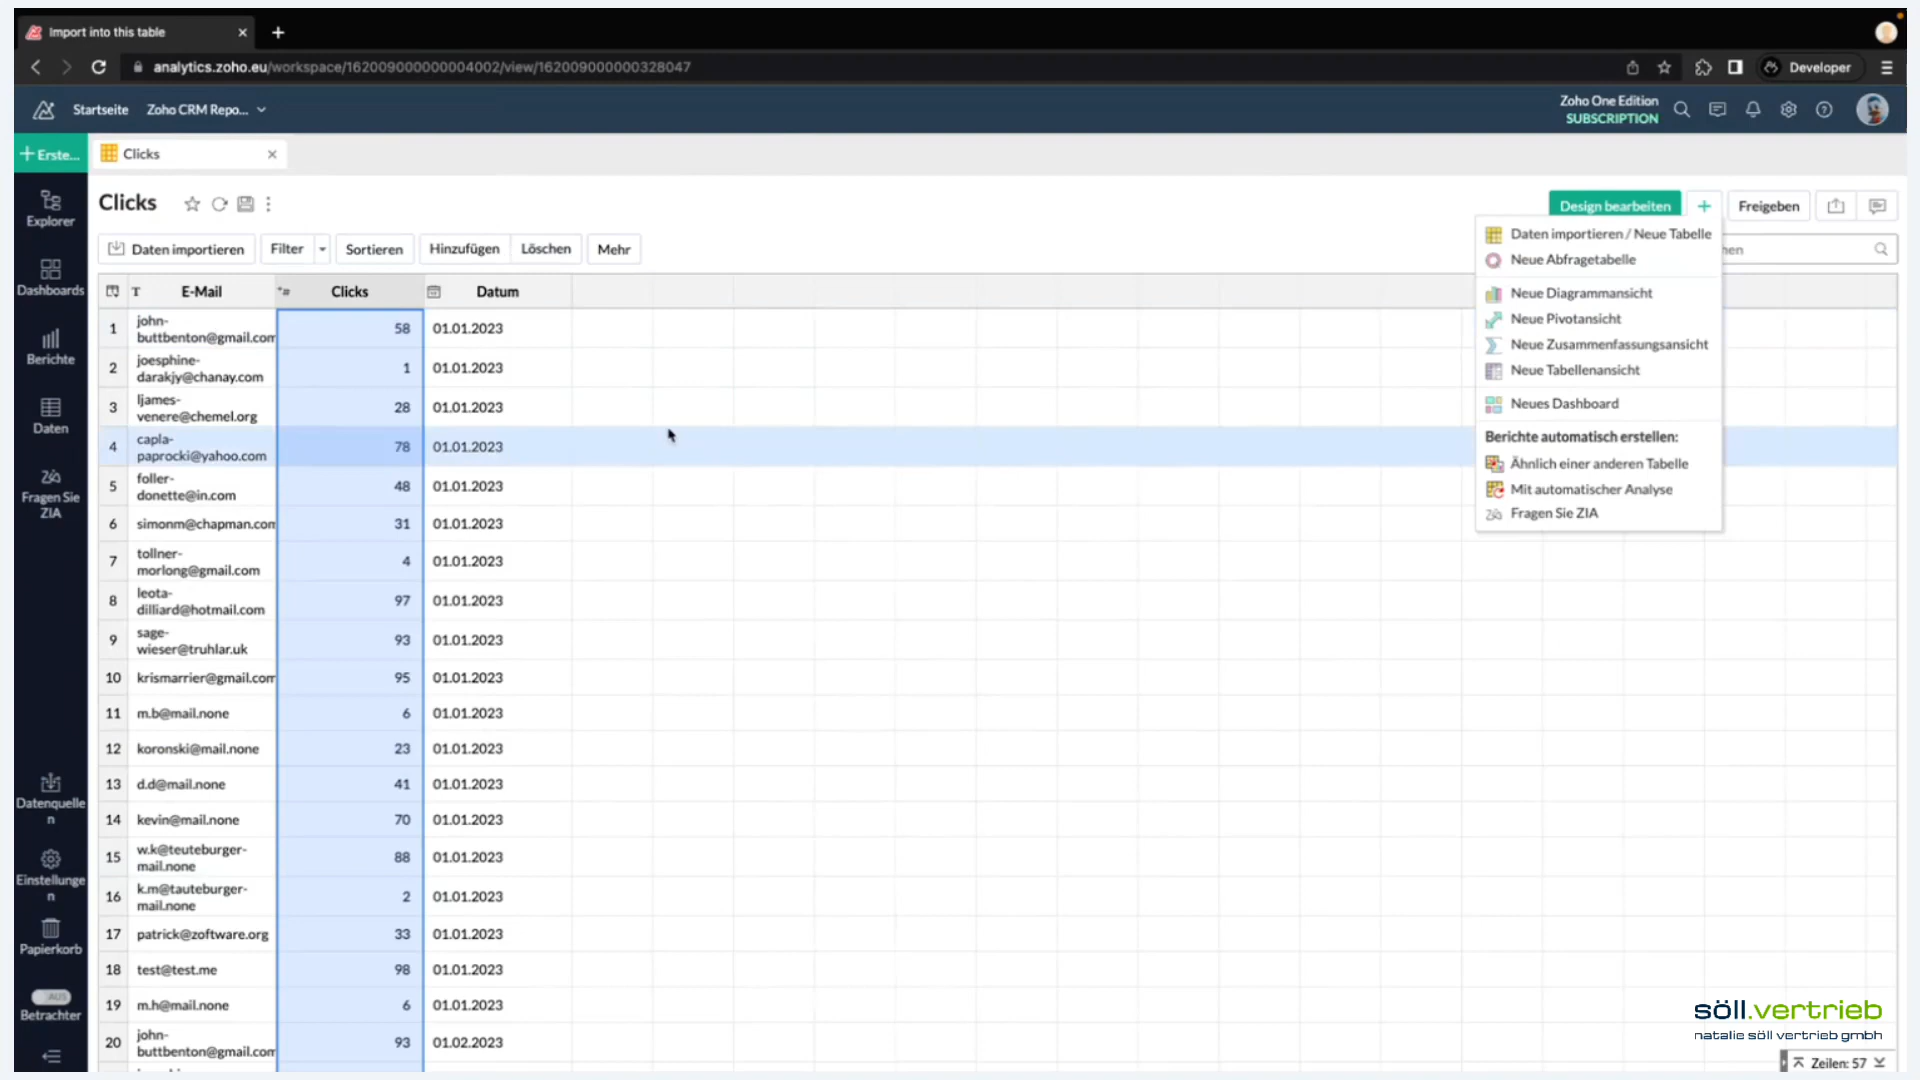 Import into this table
analytics.zoho.eu/workspace/162009000000004002/view/162009000000328047
Developer
Startseite
Zoho CRM Repo...
Zoho One Edition
SUBSCRIPTION
+ Erste...
Clicks
Explorer
Dashboards
Berichte
Daten
Fragen Sie
ZIA
Datenquelle
n
Einstellunge
n
Papierkorb
AUS
Betrachter
Clicks
Design bearbeiten
Freigeben
Daten importieren
Filter
Sortieren
Hinzufügen
Löschen
Mehr
E-Mail Clicks Datum
1 john-
buttbenton@gmail.com 58 01.01.2023
2 joesphine-
darakjy@chanay.com 1 01.01.2023
3 ljames-
venere@chemel.org 28 01.01.2023
4 capla-
paprocki@yahoo.com 78 01.01.2023
5 foller-
donette@in.com 48 01.01.2023
6 simonm@chapman.com 31 01.01.2023
7 tollner-
morlong@gmail.com 4 01.01.2023
8 leota-
dilliard@hotmail.com 97 01.01.2023
9 sage-
wieser@truhlar.uk 93 01.01.2023
10 krismarrier@gmail.com 95 01.01.2023
11 m.b@mail.none 6 01.01.2023
12 koronski@mail.none 23 01.01.2023
13 d.d@mail.none 41 01.01.2023
14 kevin@mail.none 70 01.01.2023
15 w.k@teuteburger-
mail.none 88 01.01.2023
16 k.m@tauteburger-
mail.none 2 01.01.2023
17 patrick@zoftware.org 33 01.01.2023
18 test@test.me 98 01.01.2023
19 m.h@mail.none 6 01.01.2023
20 john-
buttbenton@gmail.com 93 01.02.2023
Daten importieren / Neue Tabelle
Neue Abfragetabelle
Neue Diagrammansicht
Neue Pivotansicht
Neue Zusammenfassungsansicht
Neue Tabellenansicht
Neues Dashboard
Berichte automatisch erstellen:
Ähnlich einer anderen Tabelle
Mit automatischer Analyse
Fragen Sie ZIA
söll.vertrieb
natalie söll vertrieb gmbh
Zeilen: 57